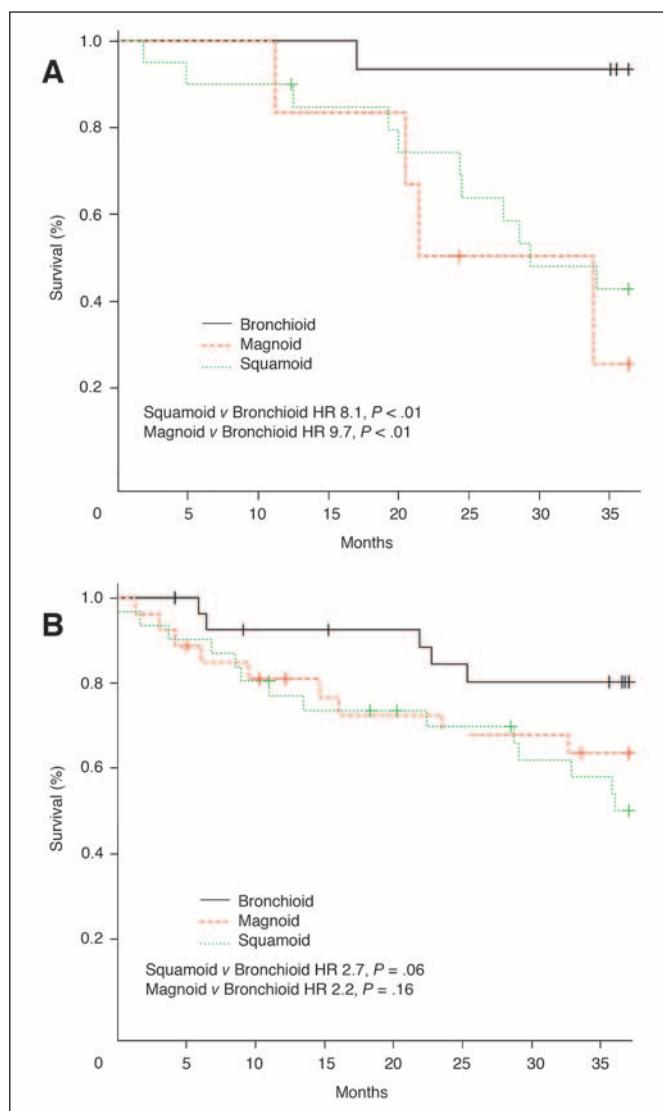 A
1.0
0.8
0.6
0.4
0.2
0
Survival (%)
Bronchioid
Magnoid
Squamoid
Squamoid v Bronchioid HR 8.1, P < .01
Magnoid v Bronchioid HR 9.7, P < .01
5 10 15 20 25 30 35
Months
B
1.0
0.8
0.6
0.4
0.2
0
Survival (%)
Bronchioid
Magnoid
Squamoid
Squamoid v Bronchioid HR 2.7, P = .06
Magnoid v Bronchioid HR 2.2, P = .16
5 10 15 20 25 30 35
Months